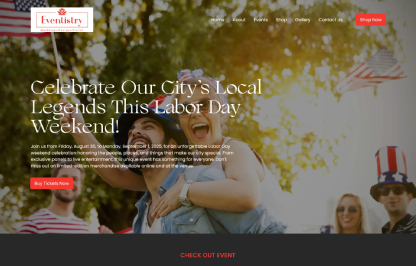 Eventistry
Home About Events Shop Gallery Contact us Shop Now
Celebrate Our City's Local
Legends This Labor Day
Weekend!
Join us from Friday, August 30, to Monday, September 1, 2025, for an unforgettable Labor Day
weekend celebration honoring the people, places, and things that make our city special. From
exclusive panels to live entertainment, this unique event has something for everyone. Don't
miss out on limited-edition merchandise available online and at the venue.
Buy Tickets Now
CHECK OUT EVENT